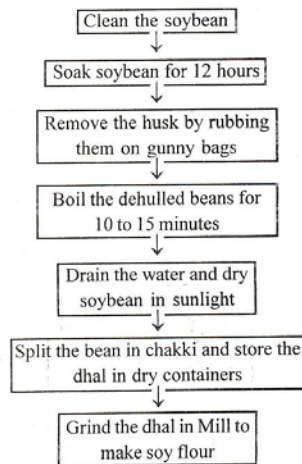 Clean the soybean
Soak soybean for 12 hours
Remove the husk by rubbing
them on gunny bags
Boil the dehulled beans for
10 to 15 minutes
Drain the water and dry
soybean in sunlight
Split the bean in chakki and store the
dhal in dry containers
Grind the dhal in Mill to
make soy flour